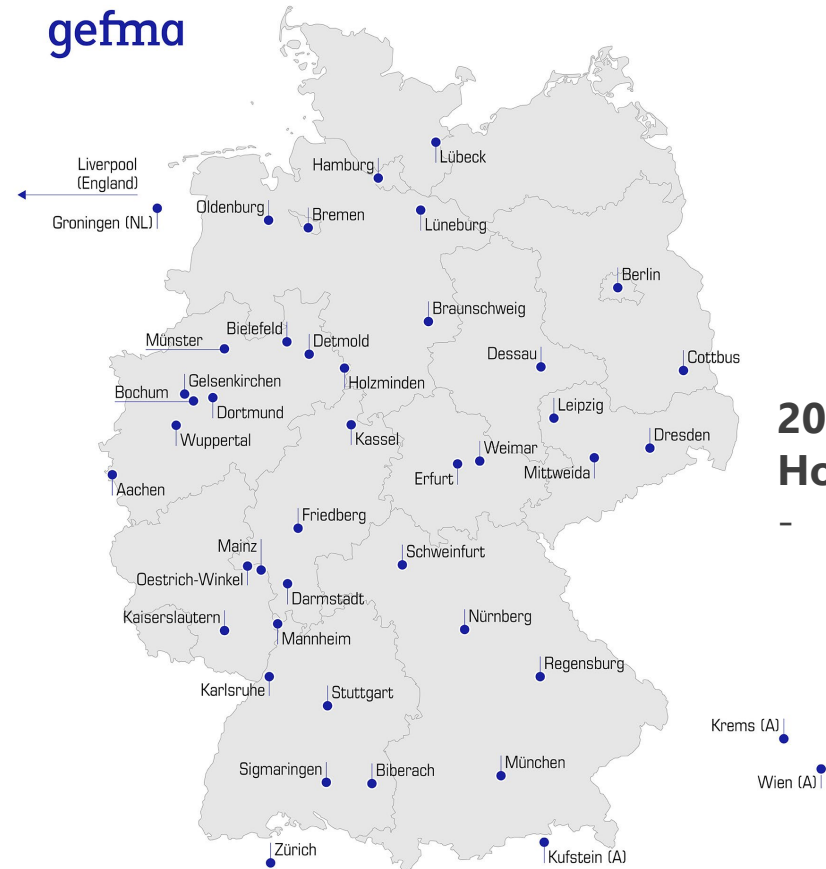 gefma
Lübeck
Liverpool
(England)
Hamburg
Groningen (NL)
Oldenburg
Bremen
Lüneburg
Berlin
Braunschweig
Bielefeld
Münster
Detmold
Dessau
Cottbus
Gelsenkirchen
Holzminden
Bochum
Dortmund
Leipzig
20
Wuppertal
Kassel
Weimar
Dresden
Erfurt
Mittweida
Ho
Aachen
Friedberg
–
Mainz
Schweinfurt
Oestrich-Winkel
Darmstadt
Kaiserslautern
Nürnberg
Mannheim
Regensburg
Karlsruhe
Stuttgart
Krems (A)
Sigmaringen
Biberach
München
Wien (A)
Zürich
Kufstein (A)